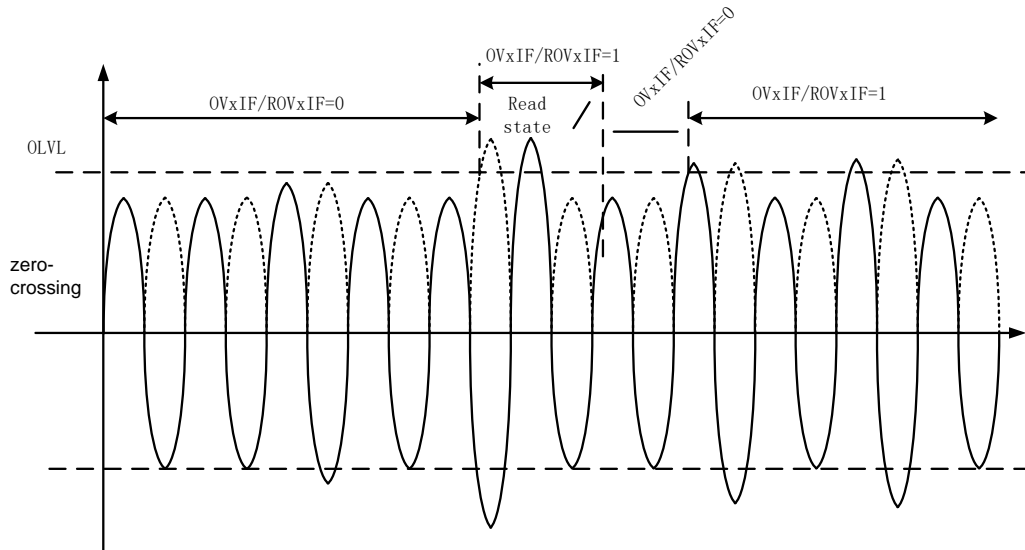 OVxIF/ROVxIF=0
OVxIF/ROVxIF=1
Read
state
OVxIF/ROVxIF=0
OVxIF/ROVxIF=1
OLVL
zero-
crossing